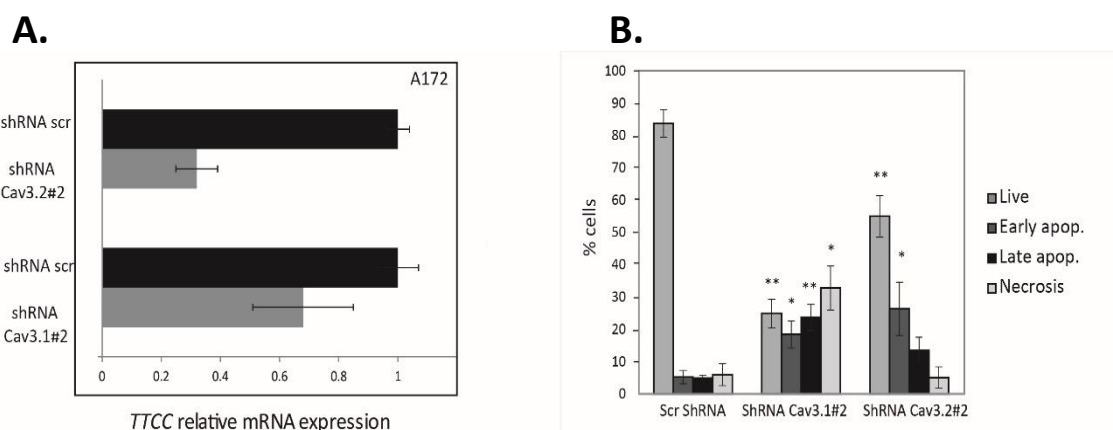 A.
A172
shRNA scr
shRNA
Cav3.2#2
shRNA scr
shRNA
Cav3.1#2
0 0.2 0.4 0.6 0.8 1
TTCC relative mRNA expression
B.
100
90
80
70
60
50
40
30
20
10
0
% cells
** * ** *
** *
Scr ShRNA ShRNA Cav3.1#2 ShRNA Cav3.2#2
Live
Early apop.
Late apop.
Necrosis